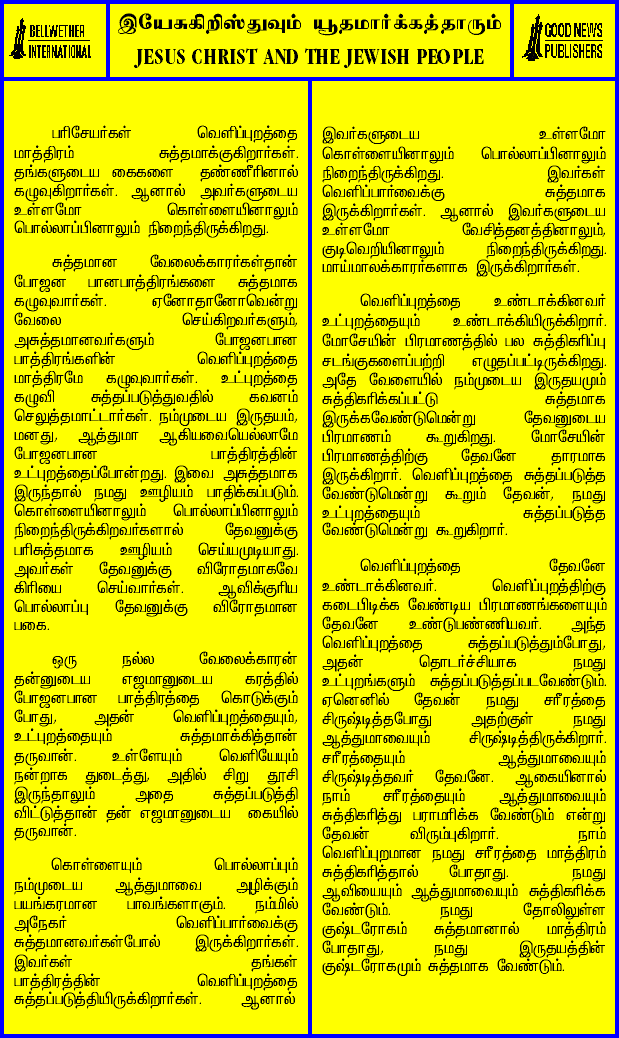 BELLWETHER
INTERNATIONAL
இயேசுகிறிஸ்துவும் யூதமார்க்கத்தாரும்
JESUS CHRIST AND THE JEWISH PEOPLE
GOOD NEWS
PUBLISHERS
பரிசேயர்கள் வெளிப்புறத்தை
மாத்திரம் சுத்தமாக்குகிறார்கள்.
தங்களுடைய கைகளை தண்ணீரினால்
கழுவுகிறார்கள். ஆனால் அவர்களுடைய
உள்ளமோ கொள்ளையினாலும்
பொல்லாப்பினாலும் நிறைந்திருக்கிறது.
சுத்தமான வேலைக்காரர்கள்தான்
போஜன பானபாத்திரங்களை சுத்தமாக
கழுவுவார்கள். ஏனோதானோவென்று
வேலை செய்கிறவர்களும்,
அசுத்தமானவர்களும் போஜனபான
பாத்திரங்களின் வெளிப்புறத்தை
மாத்திரமே கழுவுவார்கள். உட்புறத்தை
கழுவி சுத்தப்படுத்துவதில் கவனம்
செலுத்தமாட்டார்கள். நம்முடைய இருதயம்,
மனது, ஆத்துமா ஆகியவையெல்லாமே
போஜனபான பாத்திரத்தின்
உட்புறத்தைப்போன்றது. இவை அசுத்தமாக
இருந்தால் நமது ஊழியம் பாதிக்கப்படும்.
கொள்ளையினாலும் பொல்லாப்பினாலும்
நிறைந்திருக்கிறவர்களால் தேவனுக்கு
பரிசுத்தமாக ஊழியம் செய்யமுடியாது.
அவர்கள் தேவனுக்கு விரோதமாகவே
கிரியை செய்வார்கள். ஆவிக்குரிய
பொல்லாப்பு தேவனுக்கு விரோதமான
பகை.
ஒரு நல்ல வேலைக்காரன்
தன்னுடைய எஜமானுடைய கரத்தில்
போஜனபான பாத்திரத்தை கொடுக்கும்
போது, அதன் வெளிப்புறத்தையும்,
உட்புறத்தையும் சுத்தமாக்கித்தான்
தருவான். உள்ளேயும் வெளியேயும்
நன்றாக துடைத்து, அதில் சிறு தூசி
இருந்தாலும் அதை சுத்தப்படுத்தி
விட்டுத்தான் தன் எஜமானுடைய கையில்
தருவான்.
கொள்ளையும் பொல்லாப்பும்
நம்முடைய ஆத்துமாவை அழிக்கும்
பயங்கரமான பாவங்களாகும். நம்மில்
அநேகர் வெளிப்பார்வைக்கு
சுத்தமானவர்கள்போல் இருக்கிறார்கள்.
இவர்கள் தங்கள்
பாத்திரத்தின் வெளிப்புறத்தை
சுத்தப்படுத்தியிருக்கிறார்கள். ஆனால்
இவர்களுடைய உள்ளமோ
கொள்ளையினாலும் பொல்லாப்பினாலும்
நிறைந்திருக்கிறது. இவர்கள்
வெளிப்பார்வைக்கு சுத்தமாக
இருக்கிறார்கள். ஆனால் இவர்களுடைய
உள்ளமோ வேசித்தனத்தினாலும்,
குடிவெறியினாலும் நிறைந்திருக்கிறது.
மாய்மாலக்காரர்களாக இருக்கிறார்கள்.
வெளிப்புறத்தை உண்டாக்கினவர்
உட்புறத்தையும் உண்டாக்கியிருக்கிறார்.
மோசேயின் பிரமாணத்தில் பல சுத்திகரிப்பு
சடங்குகளைப்பற்றி எழுதப்பட்டிருக்கிறது.
அதே வேளையில் நம்முடைய இருதயமும்
சுத்திகரிக்கப்பட்டு சுத்தமாக
இருக்கவேண்டுமென்று தேவனுடைய
பிரமாணம் கூறுகிறது. மோசேயின்
பிரமாணத்திற்கு தேவனே தாரமாக
இருக்கிறார். வெளிப்புறத்தை சுத்தப்படுத்த
வேண்டுமென்று கூறும் தேவன், நமது
உட்புறத்தையும் சுத்தப்படுத்த
வேண்டுமென்று கூறுகிறார்.
வெளிப்புறத்தை தேவனே
உண்டாக்கினவர். வெளிப்புறத்திற்கு
கடைபிடிக்க வேண்டிய பிரமாணங்களையும்
தேவனே உண்டுபண்ணியவர். அந்த
வெளிப்புறத்தை சுத்தப்படுத்தும்போது,
அதன் தொடர்ச்சியாக நமது
உட்புறங்களும் சுத்தப்படுத்தப்படவேண்டும்.
ஏனெனில் தேவன் நமது சரீரத்தை
சிருஷ்டித்தபோது அதற்குள் நமது
ஆத்துமாவையும் சிருஷ்டித்திருக்கிறார்.
சரீரத்தையும் ஆத்துமாவையும்
சிருஷ்டித்தவர் தேவனே. ஆகையினால்
நாம் சரீரத்தையும் ஆத்துமாவையும்
சுத்திகரித்து பராமரிக்க வேண்டும் என்று
தேவன் விரும்புகிறார். நாம்
வெளிப்புறமான நமது சரீரத்தை மாத்திரம்
சுத்திகரித்தால் போதாது. நமது
ஆவியையும் ஆத்துமாவையும் சுத்திகரிக்க
வேண்டும். நமது தோலிலுள்ள
குஷ்டரோகம் சுத்தமானால் மாத்திரம்
போதாது, நமது இருதயத்தின்
குஷ்டரோகமும் சுத்தமாக வேண்டும்.